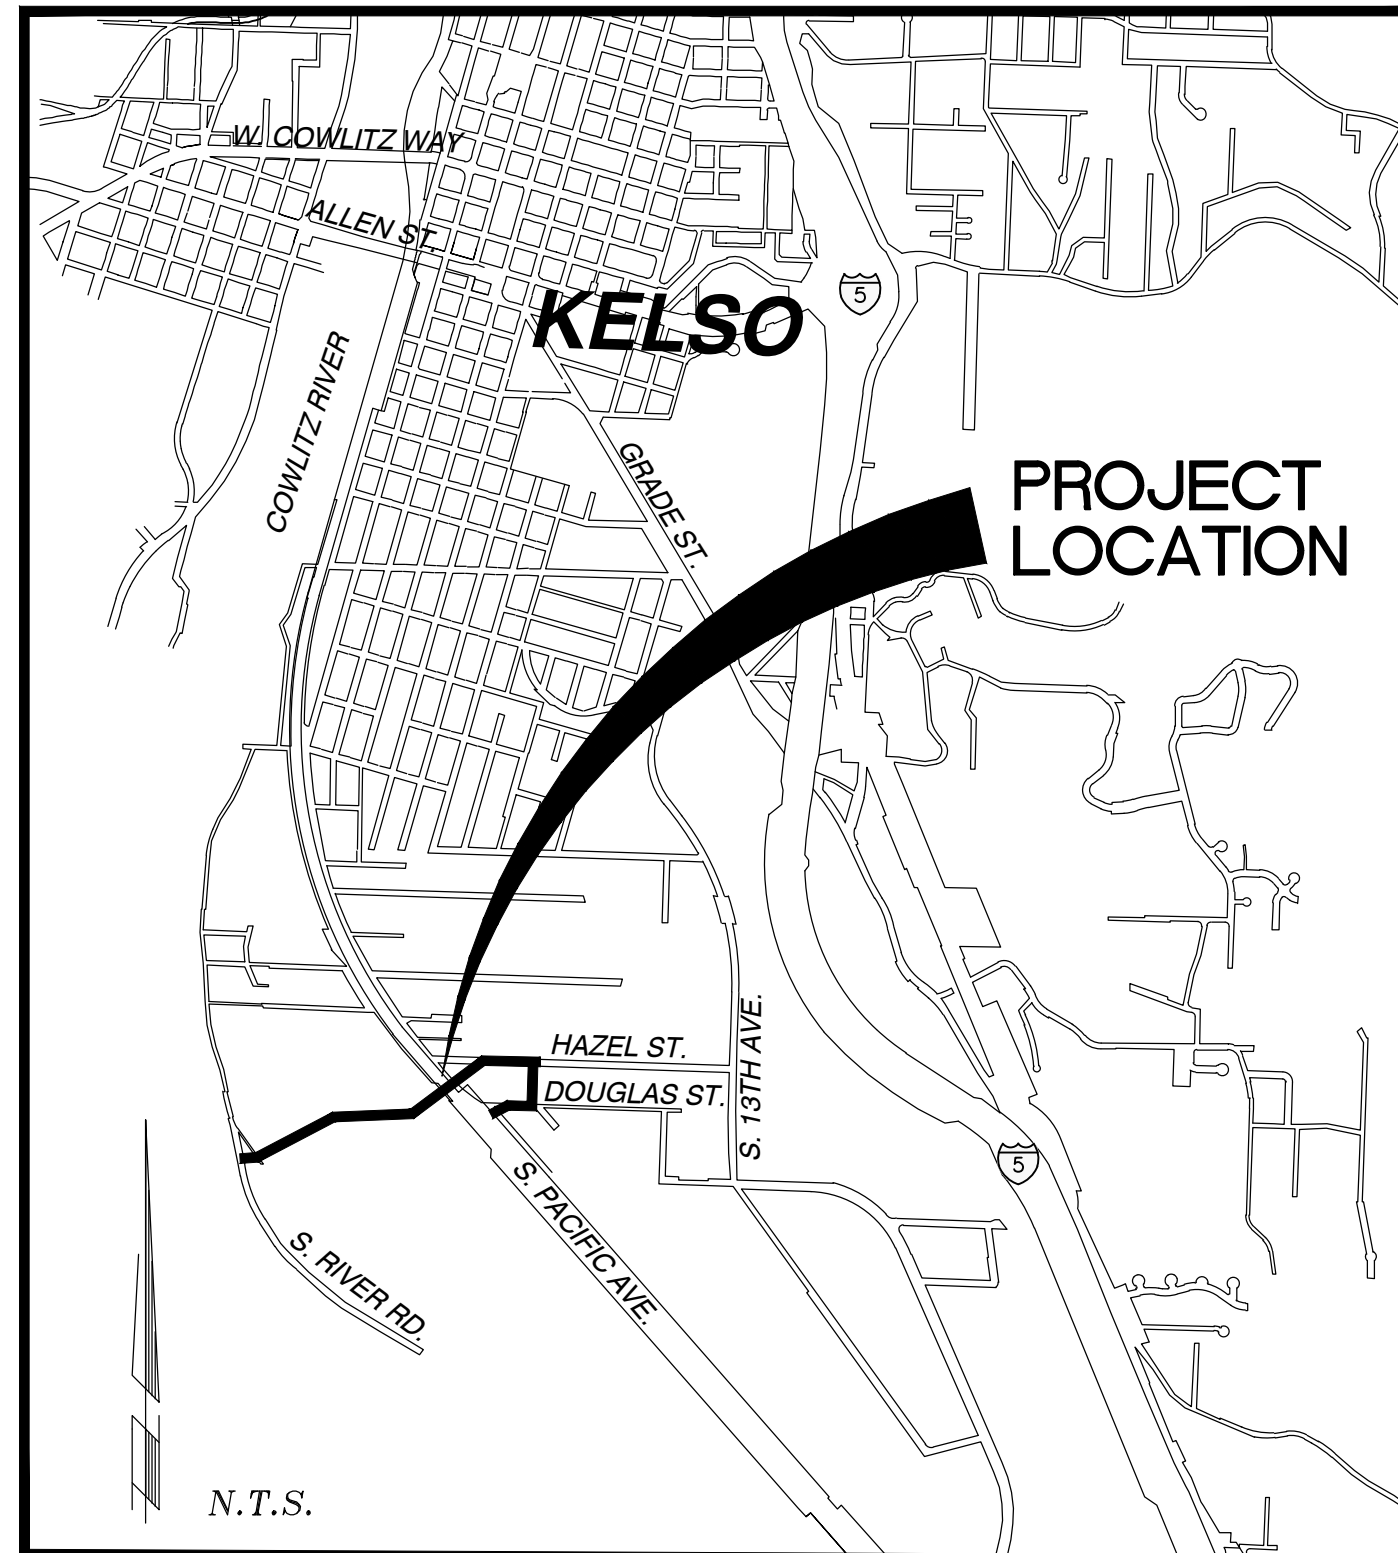 W. COWLITZ WAY
ALLEN ST.
KELSO
5
COWLITZ RIVER
GRADE ST.
PROJECT
LOCATION
HAZEL ST.
DOUGLAS ST.
S. 13TH AVE.
5
S. PACIFIC AVE.
S. RIVER RD.
N.T.S.